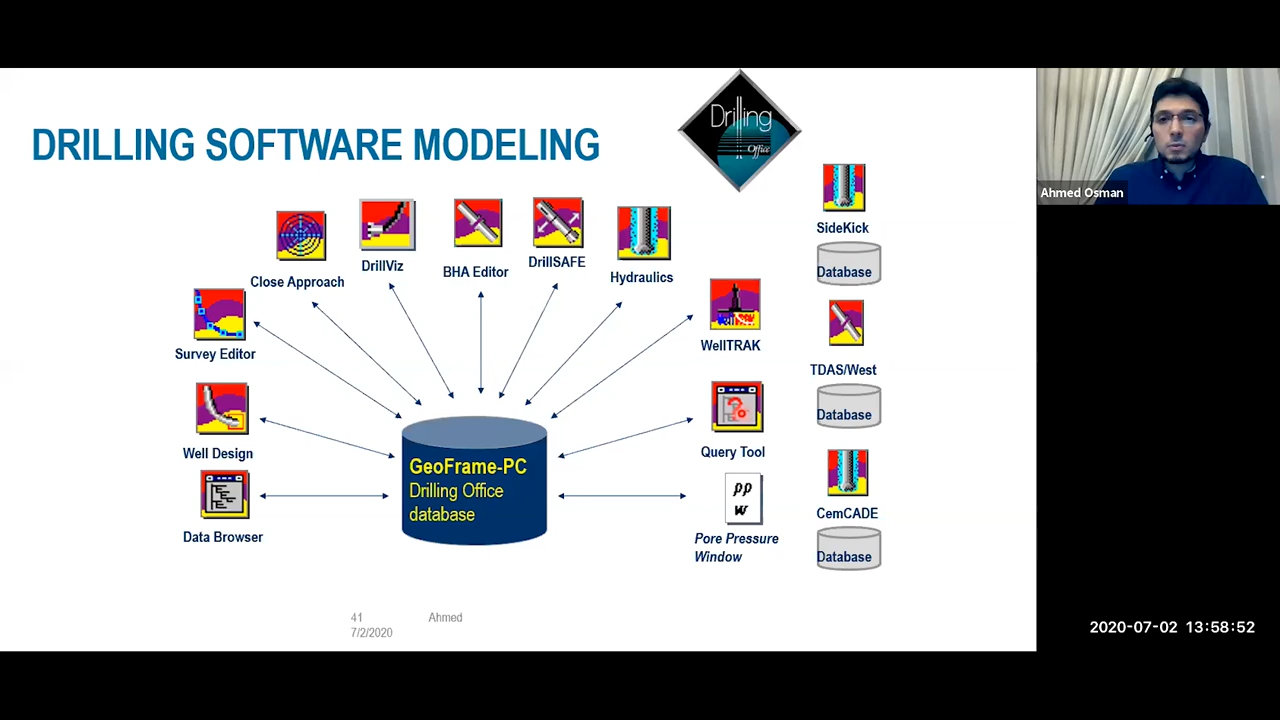 DRILLING SOFTWARE MODELING
Drilling
Office
Ahmed Osman
SideKick
Database
Close Approach
DrillViz
BHA Editor
DrillSAFE
Hydraulics
Survey Editor
WellTRAK
TDAS/West
Database
Well Design
Query Tool
GeoFrame-PC
Drilling Office
database
pp
w
CemCADE
Database
Data Browser
Pore Pressure
Window
41
Ahmed
7/2/2020
2020-07-02 13:58:52